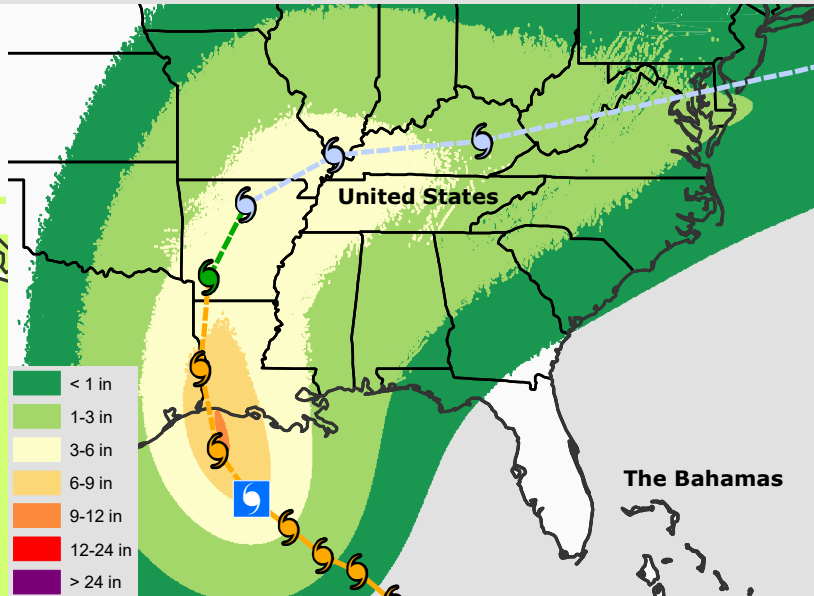 United States
The Bahamas
< 1 in
1-3 in
3-6 in
6-9 in
9-12 in
12-24 in
> 24 in